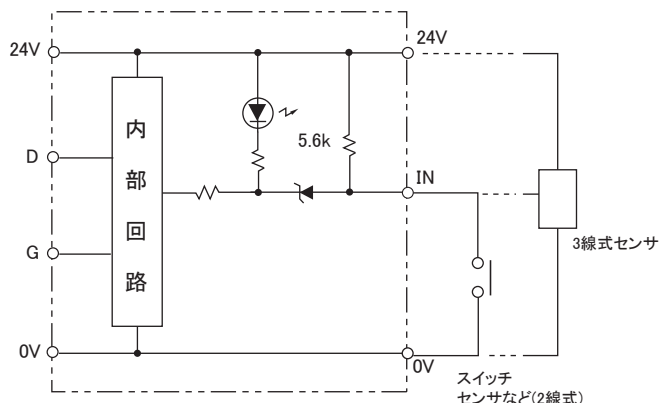 24V
24V
D
内部回路
5.6k
IN
G
3線式センサ
0V
0V
スイッチ
センサなど(2線式)